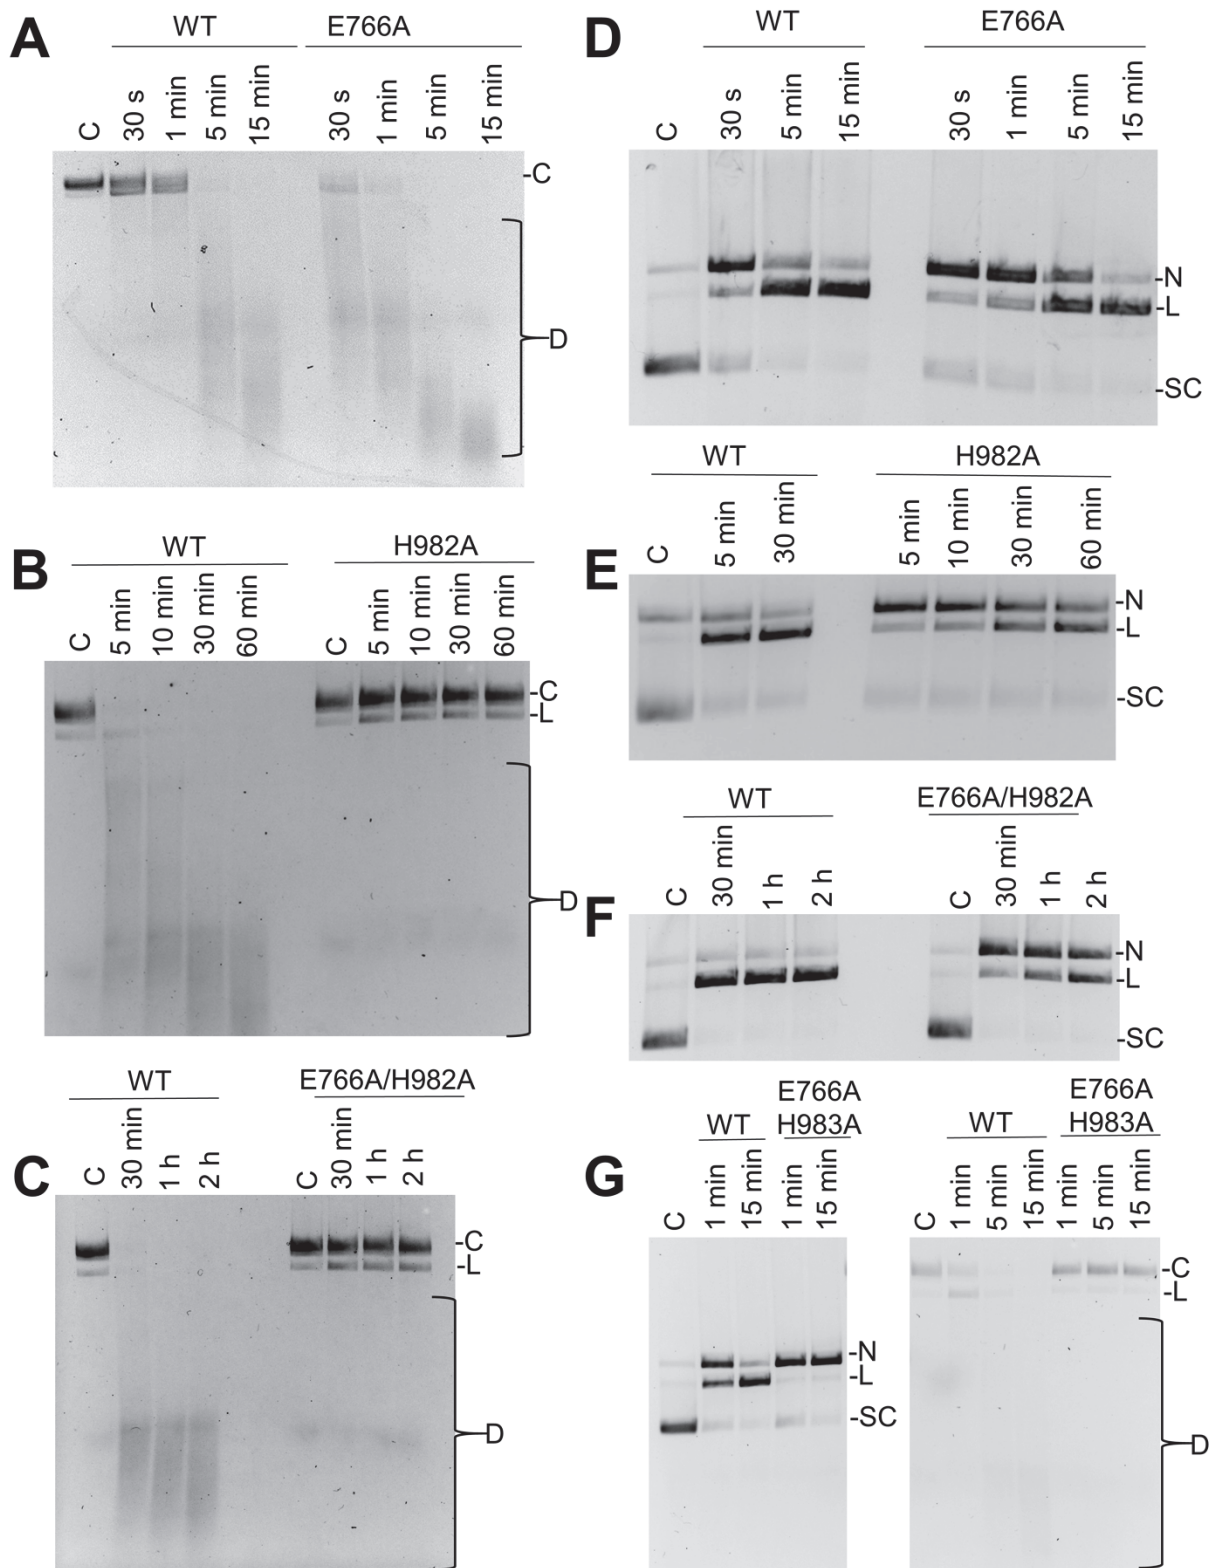 A
WT E766A
C 30 s 1 min 5 min 15 min 30 s 1 min 5 min 15 min
-C
D
B
WT H982A
C 5 min 10 min 30 min 60 min C 5 min 10 min 30 min 60 min
-C
-L
D
C
WT E766A/H982A
C 30 min 1 h 2 h C 30 min 1 h 2 h
-C
-L
D
D
WT E766A
C 30 s 5 min 15 min 30 s 1 min 5 min 15 min
-N
-L
-SC
E
WT H982A
C 5 min 30 min 5 min 10 min 30 min 60 min
-N
-L
-SC
F
WT E766A/H982A
C 30 min 1 h 2 h C 30 min 1 h 2 h
-N
-L
-SC
G
E766A
WT H983A
C 1 min 15 min 1 min 15 min
-N
-L
-SC
E766A
WT H983A
C 1 min 5 min 15 min 1 min 5 min 15 min
-C
-L
D